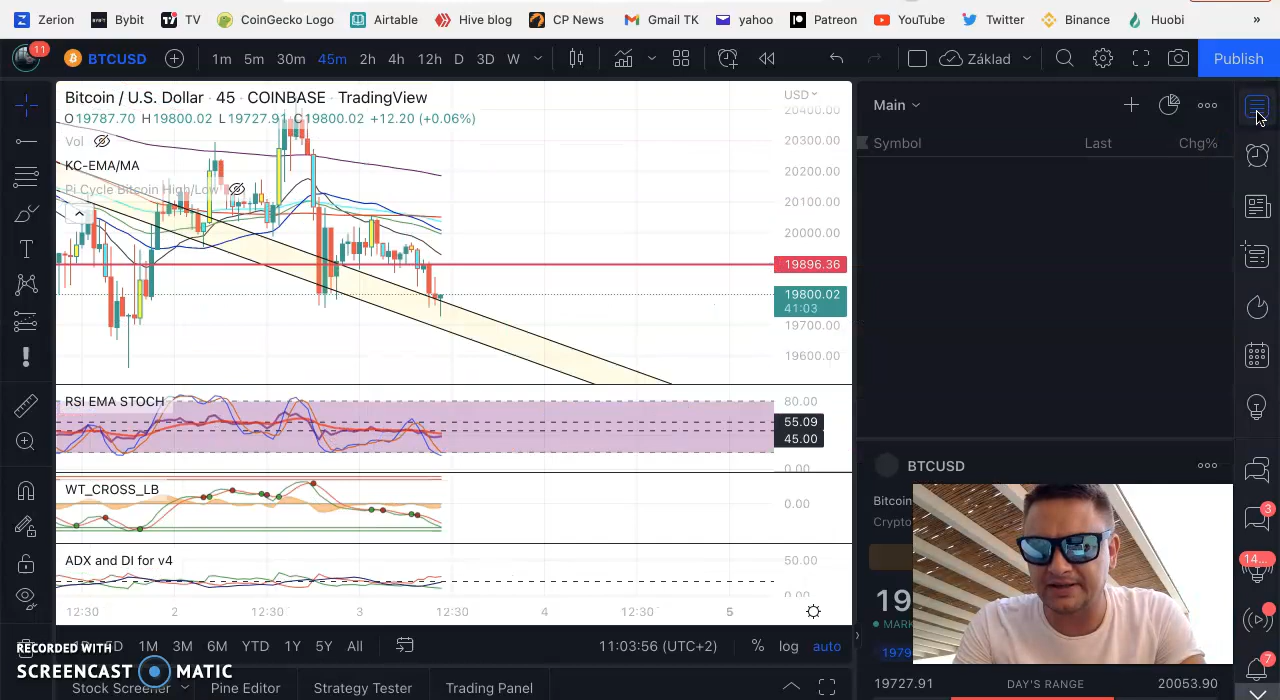 Zerion Bybit TV CoinGecko Logo Airtable Hive blog CP News Gmail TK yahoo Patreon YouTube Twitter Binance Huobi »
11 BTCUSD 1m 5m 30m 45m 2h 4h 12h D 3D W Základ Publish
Bitcoin / U.S. Dollar · 45 · COINBASE · TradingView
USD
O19787.70 H19800.02 L19727.91 C19800.02 +12.20 (+0.06%)
Vol
KC-EMA/MA
Pi Cycle Bitcoin High/Low
20400.00
20300.00
20200.00
20100.00
20000.00
19896.36
19800.02
41:03
19700.00
19600.00
RSI EMA STOCH
80.00
55.09
45.00
0.00
WT_CROSS_LB
0.00
ADX and DI for v4
50.00
0.00
12:30 2 12:30 3 12:30 4 12:30 5
5D 1M 3M 6M YTD 1Y 5Y All 11:03:56 (UTC+2) % log auto
RECORDED WITH
SCREENCAST MATIC
Stock Screener Pine Editor Strategy Tester Trading Panel
Main
Symbol Last Chg%
BTCUSD
Bitcoin
Crypto
19
MARK
1979
19727.91 DAY'S RANGE 20053.90
3
14...
7